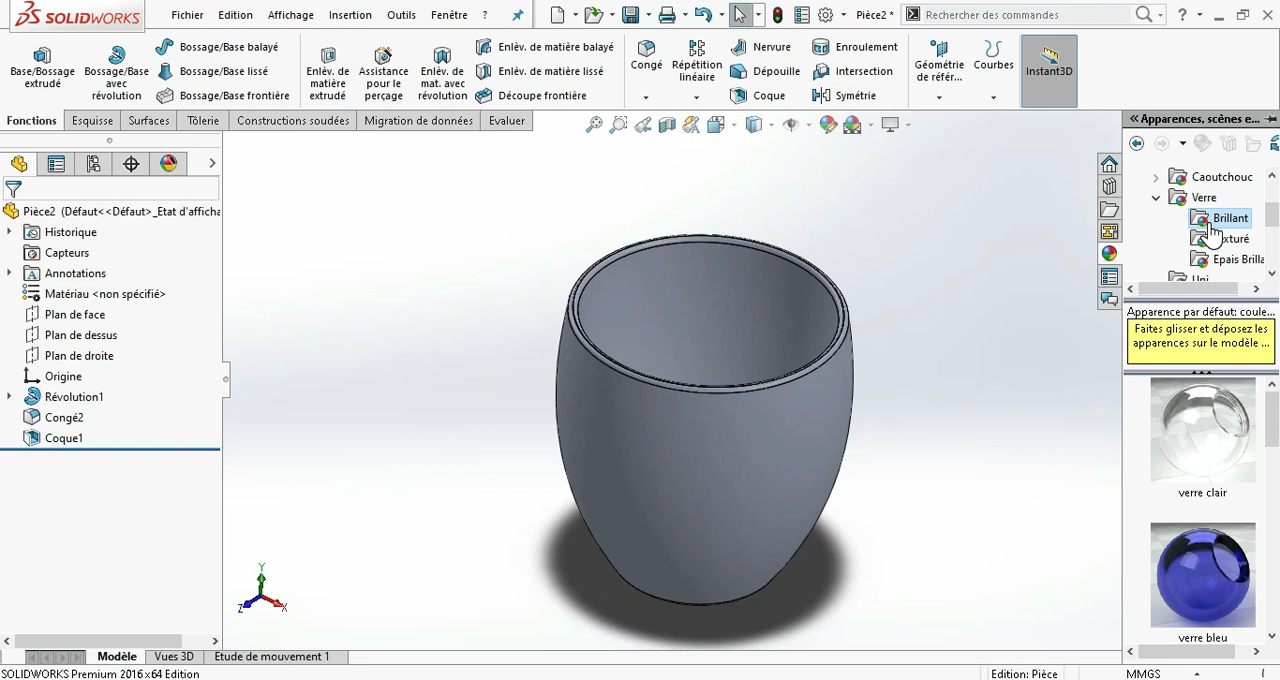 SOLIDWORKS
Fichier Edition Affichage Insertion Outils Fenêtre ?
Pièce2 *
Rechercher des commandes
?
Base/Bossage extrudé
Bossage/Base avec révolution
Bossage/Base balayé
Bossage/Base lissé
Bossage/Base frontière
Enlèv. de matière extrudé
Assistance pour le perçage
Enlèv. de mat. avec révolution
Enlèv. de matière balayé
Enlèv. de matière lissé
Découpe frontière
Congé
Répétition linéaire
Nervure
Dépouille
Coque
Enroulement
Intersection
Symétrie
Géométrie de référ...
Courbes
Instant3D
Fonctions Esquisse Surfaces Tôlerie Constructions soudées Migration de données Evaluer
Pièce2 (Défaut<<Défaut>_Etat d'afficha
Historique
Capteurs
Annotations
Matériau <non spécifié>
Plan de face
Plan de dessus
Plan de droite
Origine
Révolution1
Congé2
Coque1
Y
Z
X
Apparences, scènes e...
Caoutchouc
Verre
Brillant
xturé
Epais Brilla
Uni
Apparence par défaut: coule...
Faites glisser et déposez les
apparences sur le modèle ...
verre clair
verre bleu
Modèle Vues 3D Etude de mouvement 1
SOLIDWORKS Premium 2016 x64 Edition
Edition: Pièce
MMGS